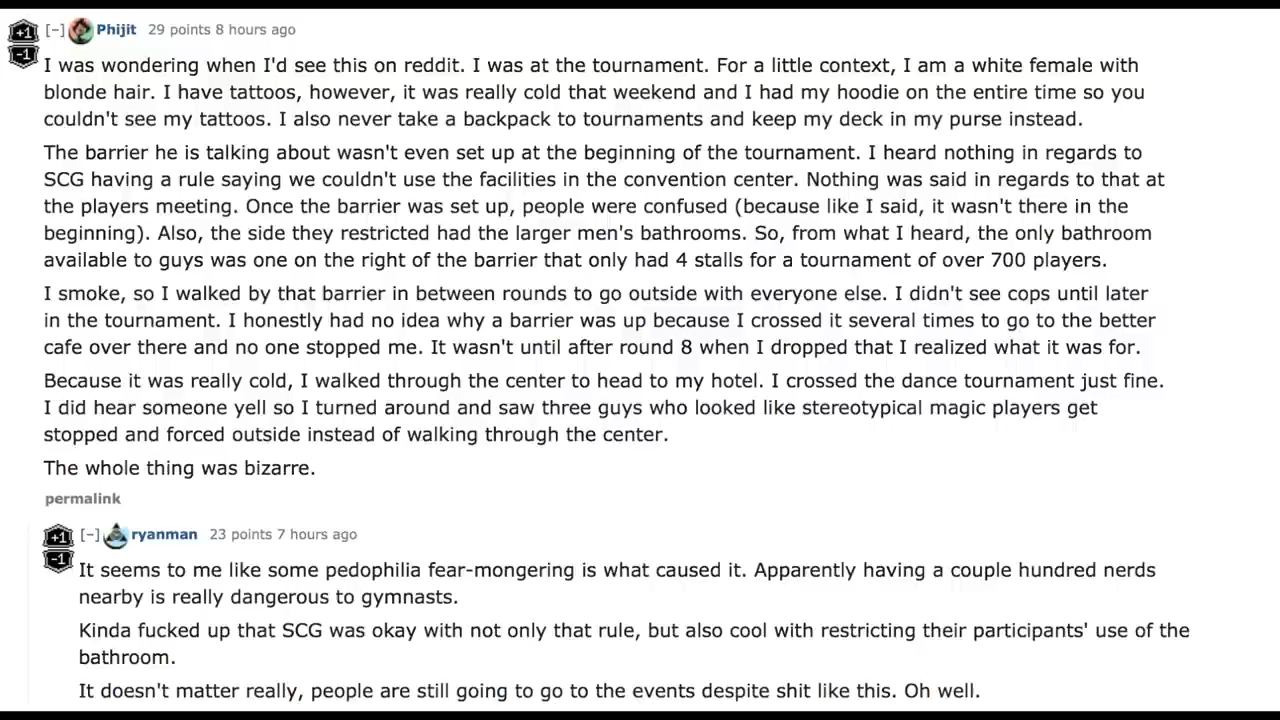 +1 [–] Phijit 29 points 8 hours ago
-1
I was wondering when I'd see this on reddit. I was at the tournament. For a little context, I am a white female with
blonde hair. I have tattoos, however, it was really cold that weekend and I had my hoodie on the entire time so you
couldn't see my tattoos. I also never take a backpack to tournaments and keep my deck in my purse instead.
The barrier he is talking about wasn't even set up at the beginning of the tournament. I heard nothing in regards to
SCG having a rule saying we couldn't use the facilities in the convention center. Nothing was said in regards to that at
the players meeting. Once the barrier was set up, people were confused (because like I said, it wasn't there in the
beginning). Also, the side they restricted had the larger men's bathrooms. So, from what I heard, the only bathroom
available to guys was one on the right of the barrier that only had 4 stalls for a tournament of over 700 players.
I smoke, so I walked by that barrier in between rounds to go outside with everyone else. I didn't see cops until later
in the tournament. I honestly had no idea why a barrier was up because I crossed it several times to go to the better
cafe over there and no one stopped me. It wasn't until after round 8 when I dropped that I realized what it was for.
Because it was really cold, I walked through the center to head to my hotel. I crossed the dance tournament just fine.
I did hear someone yell so I turned around and saw three guys who looked like stereotypical magic players get
stopped and forced outside instead of walking through the center.
The whole thing was bizarre.
permalink
+1 [–] ryanman 23 points 7 hours ago
-1
It seems to me like some pedophilia fear-mongering is what caused it. Apparently having a couple hundred nerds
nearby is really dangerous to gymnasts.
Kinda fucked up that SCG was okay with not only that rule, but also cool with restricting their participants' use of the
bathroom.
It doesn't matter really, people are still going to go to the events despite shit like this. Oh well.